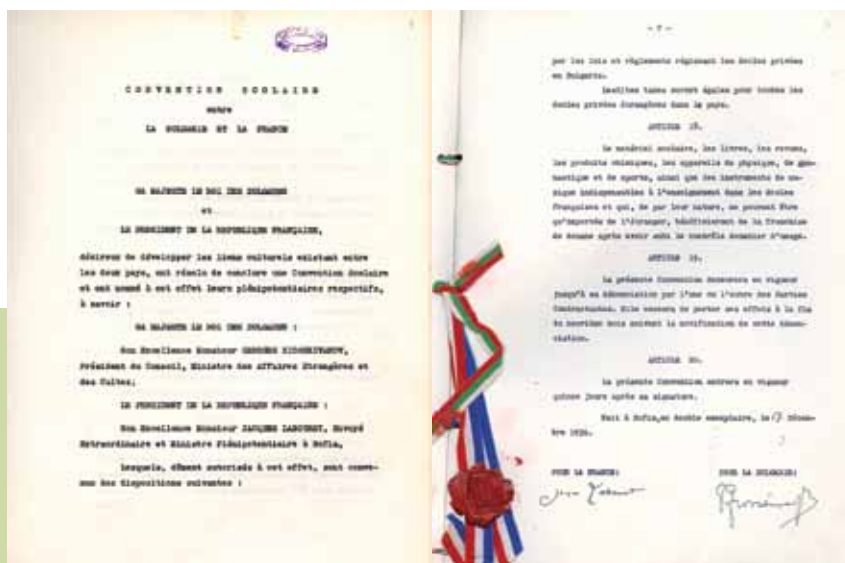 CONVENTION SCOLAIRE
entre
LA BULGARIE ET LA FRANCE
SA MAJESTE LE ROI DES BULGARES
et
LE PRESIDENT DE LA REPUBLIQUE FRANÇAISE,
désireux de développer les liens culturels existant entre
les deux pays, ont résolu de conclure une Convention Scolaire
et ont nommé à cet effet leurs plénipotentiaires respectifs,
à savoir :
SA MAJESTE LE ROI DES BULGARES :
Son Excellence Monsieur GEORGES KIOSSEIVANOV,
Président du Conseil, Ministre des Affaires Etrangères et
des Cultes;
LE PRESIDENT DE LA REPUBLIQUE FRANÇAISE :
Son Excellence Monsieur JACQUES LABOURET, Envoyé
Extraordinaire et Ministre Plénipotentiaire à Sofia,
lesquels, dûment autorisés à cet effet, sont conve-
nus des dispositions suivantes :
- 7 -
par les lois et règlements régissant les écoles privées
en Bulgarie.
Lesdites taxes seront égales pour toutes les
écoles privées étrangères dans le pays.
ARTICLE 18.
Le matériel scolaire, les livres, les revues,
les produits chimiques, les appareils de physique, de gym-
nastique et de sports, ainsi que les instruments de mu-
sique indispensables à l'enseignement dans les écoles
françaises et qui, de par leur nature, ne peuvent être
qu'importés de l'étranger, bénéficieront de la franchise
de douane après avoir subi le contrôle douanier d'usage.
ARTICLE 19.
La présente Convention demeurera en vigueur
jusqu'à sa dénonciation par l'une ou l'autre des Parties
Contractantes. Elle cessera de porter ses effets à la fin
du mois suivant la notification de cette dénon-
ciation.
ARTICLE 20.
La présente Convention entrera en vigueur
quinze jours après sa signature.
Fait à Sofia, en double exemplaire, le Décem-
bre 193
POUR LA FRANCE:
POUR LA BULGARIE: